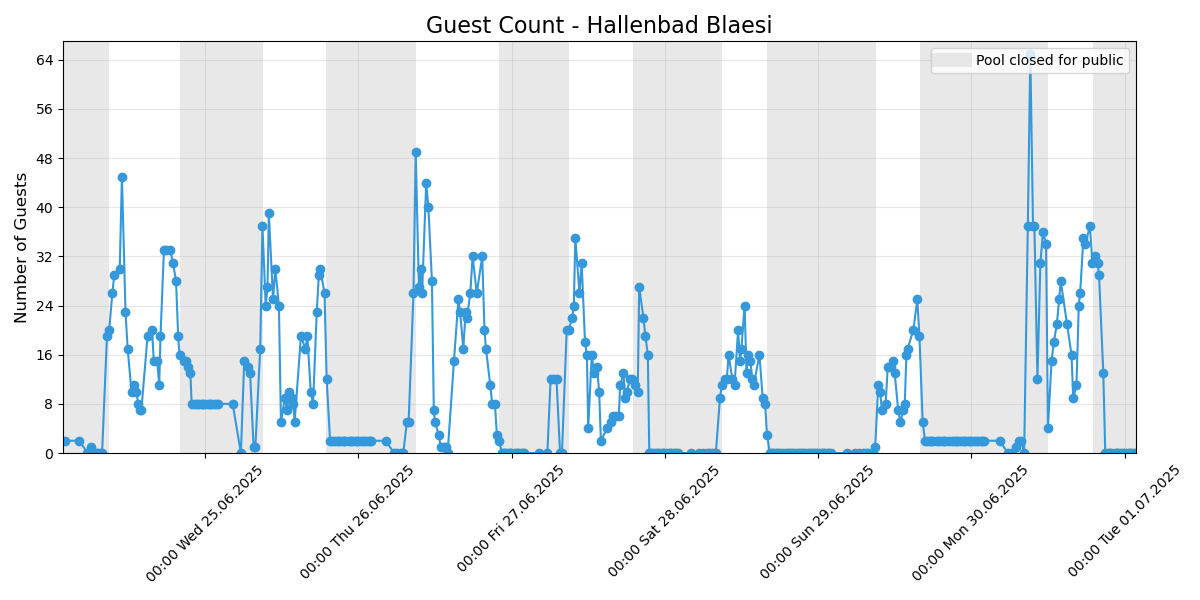 Guest Count - Hallenbad Blaesi
Pool closed for public
Number of Guests
64
56
48
40
32
24
16
8
0
00:00 Wed 25.06.2025
00:00 Thu 26.06.2025
00:00 Fri 27.06.2025
00:00 Sat 28.06.2025
00:00 Sun 29.06.2025
00:00 Mon 30.06.2025
00:00 Tue 01.07.2025